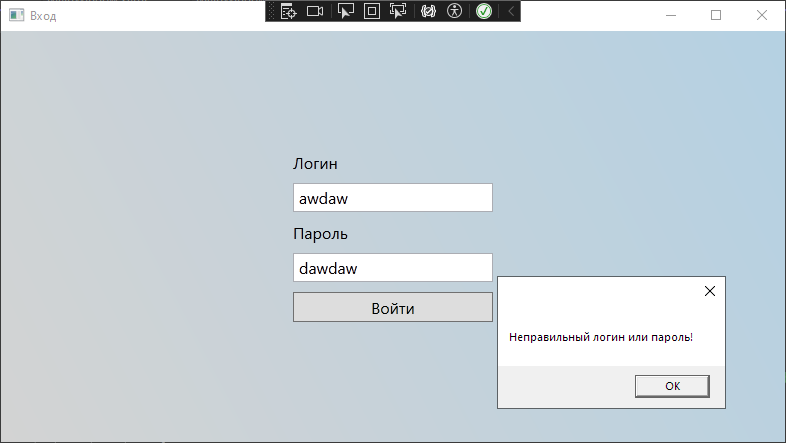 Вход
Логин
awdaw
Пароль
dawdaw
Войти
Неправильный логин или пароль!
OK